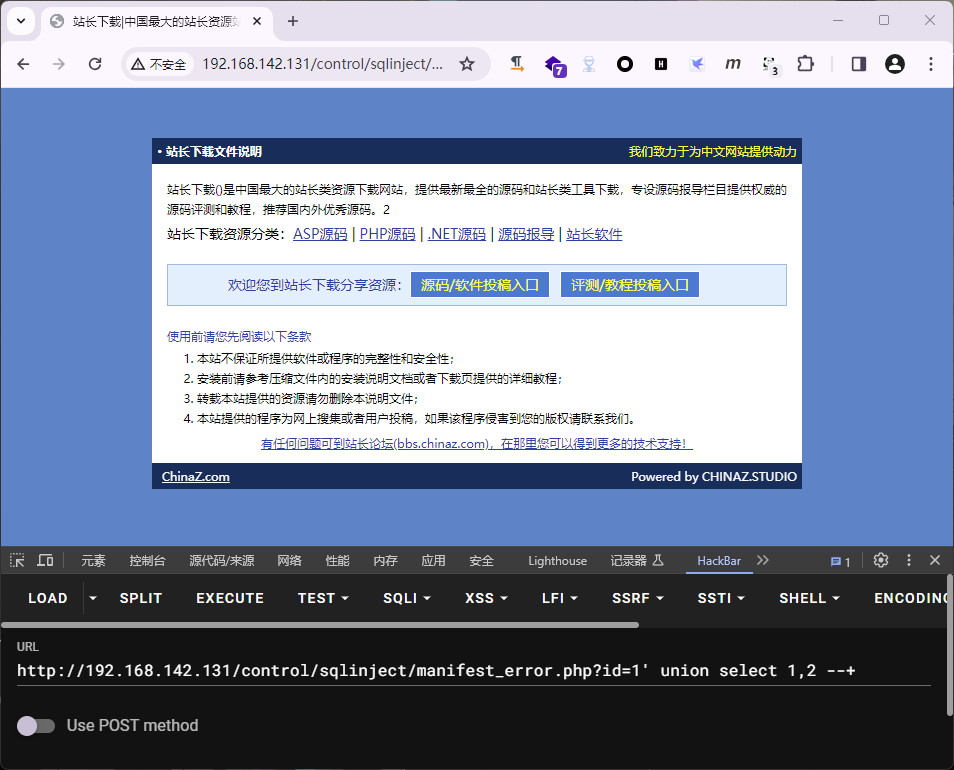 站长下载|中国最大的站长资源站
不安全 192.168.142.131/control/sqlinject/...
7 H m 3
• 站长下载文件说明 我们致力于为中文网站提供动力
站长下载()是中国最大的站长类资源下载网站，提供最新最全的源码和站长类工具下载，专设源码报导栏目提供权威的
源码评测和教程，推荐国内外优秀源码。2
站长下载资源分类：ASP源码 | PHP源码 | .NET源码 | 源码报导 | 站长软件
欢迎您到站长下载分享资源： 源码/软件投稿入口 评测/教程投稿入口
使用前请您先阅读以下条款
1. 本站不保证所提供软件或程序的完整性和安全性；
2. 安装前请参考压缩文件内的安装说明文档或者下载页提供的详细教程；
3. 转载本站提供的资源请勿删除本说明文件；
4. 本站提供的程序为网上搜集或者用户投稿，如果该程序侵害到您的版权请联系我们。
有任何问题可到站长论坛(bbs.chinaz.com)，在那里您可以得到更多的技术支持！
ChinaZ.com Powered by CHINAZ.STUDIO
元素 控制台 源代码/来源 网络 性能 内存 应用 安全 Lighthouse 记录器 HackBar 1
LOAD SPLIT EXECUTE TEST SQLI XSS LFI SSRF SSTI SHELL ENCODING
URL
http://192.168.142.131/control/sqlinject/manifest_error.php?id=1' union select 1,2 --+
Use POST method